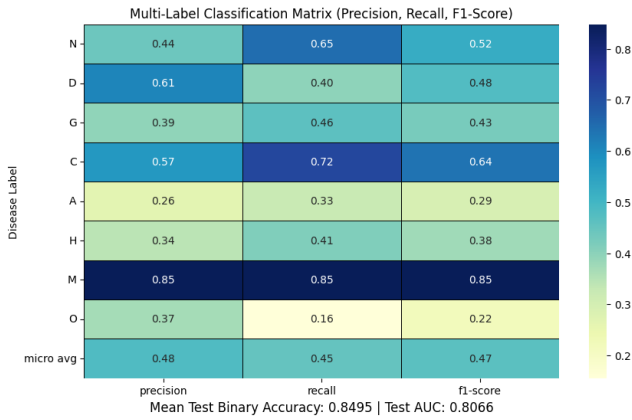 Multi-Label Classification Matrix (Precision, Recall, F1-Score)
N 0.44 0.65 0.52
D 0.61 0.40 0.48
G 0.39 0.46 0.43
C 0.57 0.72 0.64
A 0.26 0.33 0.29
H 0.34 0.41 0.38
M 0.85 0.85 0.85
O 0.37 0.16 0.22
micro avg 0.48 0.45 0.47
precision recall f1-score
Disease Label
Mean Test Binary Accuracy: 0.8495 | Test AUC: 0.8066
0.8
0.7
0.6
0.5
0.4
0.3
0.2